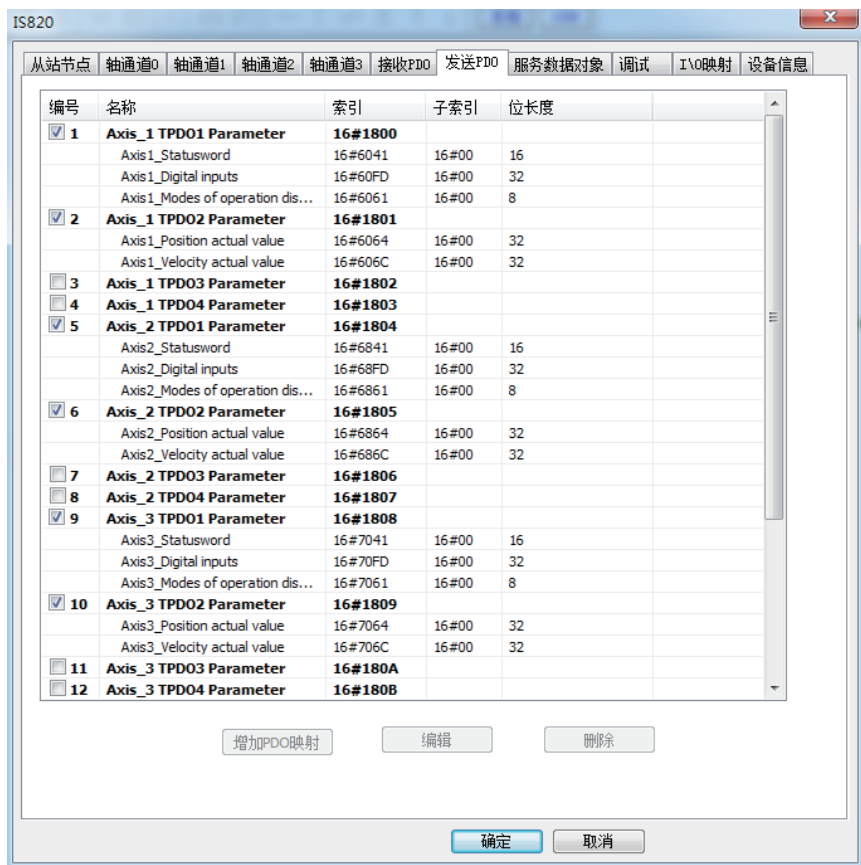 IS820
从站节点 轴通道0 轴通道1 轴通道2 轴通道3 接收PDO 发送PDO 服务数据对象 调试 I\O映射 设备信息
编号 名称 索引 子索引 位长度
1 Axis_1 TPDO1 Parameter 16#1800
Axis1_Statusword 16#6041 16#00 16
Axis1_Digital inputs 16#60FD 16#00 32
Axis1_Modes of operation dis... 16#6061 16#00 8
2 Axis_1 TPDO2 Parameter 16#1801
Axis1_Position actual value 16#6064 16#00 32
Axis1_Velocity actual value 16#606C 16#00 32
3 Axis_1 TPDO3 Parameter 16#1802
4 Axis_1 TPDO4 Parameter 16#1803
5 Axis_2 TPDO1 Parameter 16#1804
Axis2_Statusword 16#6841 16#00 16
Axis2_Digital inputs 16#68FD 16#00 32
Axis2_Modes of operation dis... 16#6861 16#00 8
6 Axis_2 TPDO2 Parameter 16#1805
Axis2_Position actual value 16#6864 16#00 32
Axis2_Velocity actual value 16#686C 16#00 32
7 Axis_2 TPDO3 Parameter 16#1806
8 Axis_2 TPDO4 Parameter 16#1807
9 Axis_3 TPDO1 Parameter 16#1808
Axis3_Statusword 16#7041 16#00 16
Axis3_Digital inputs 16#70FD 16#00 32
Axis3_Modes of operation dis... 16#7061 16#00 8
10 Axis_3 TPDO2 Parameter 16#1809
Axis3_Position actual value 16#7064 16#00 32
Axis3_Velocity actual value 16#706C 16#00 32
11 Axis_3 TPDO3 Parameter 16#180A
12 Axis_3 TPDO4 Parameter 16#180B
增加PDO映射 编辑 删除
确定 取消